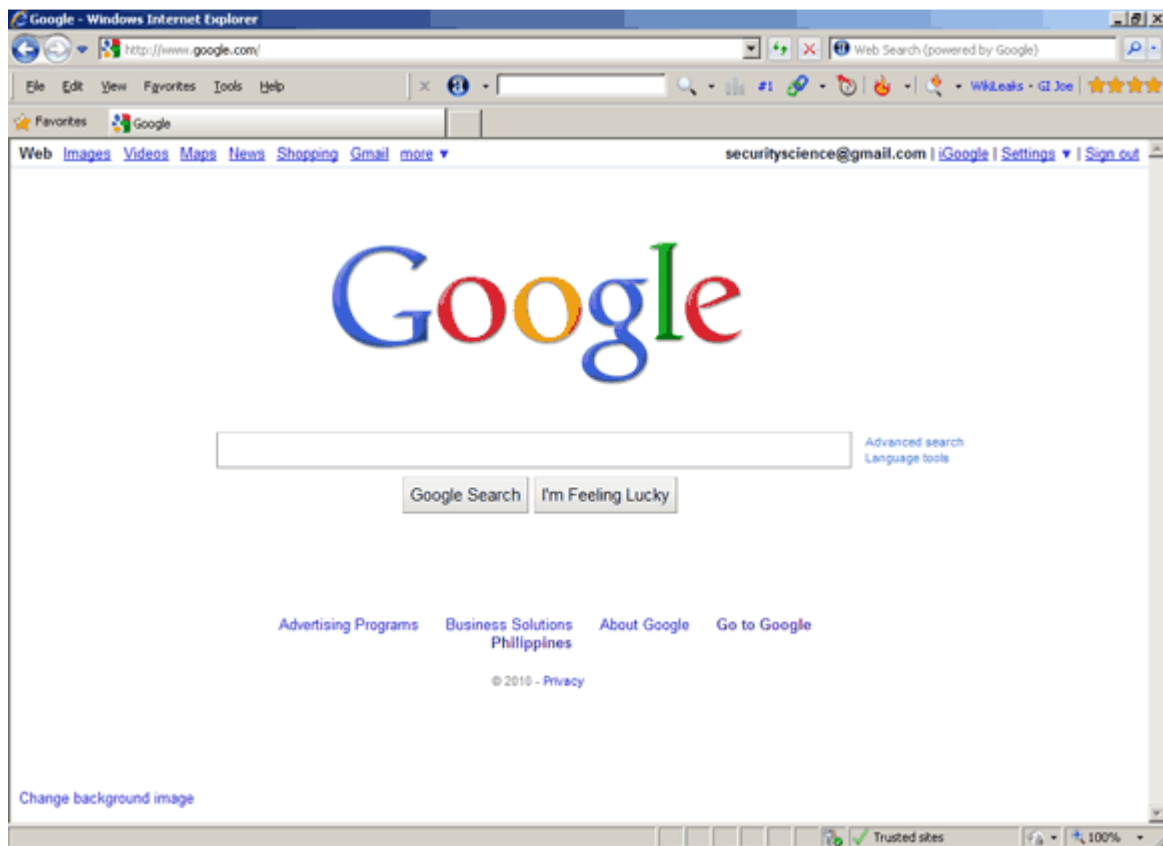 Google - Windows Internet Explorer
http://www.google.com/
Web Search (powered by Google)
File Edit View Favorites Tools Help
#1
WikiLeaks - GI Joe
Favorites
Google
Web Images Videos Maps News Shopping Gmail more ▼
securityscience@gmail.com | iGoogle | Settings ▼ | Sign out
Google
Advanced search
Language tools
Google Search
I'm Feeling Lucky
Advertising Programs Business Solutions About Google Go to Google
Philippines
© 2010 - Privacy
Change background image
Trusted sites
100%